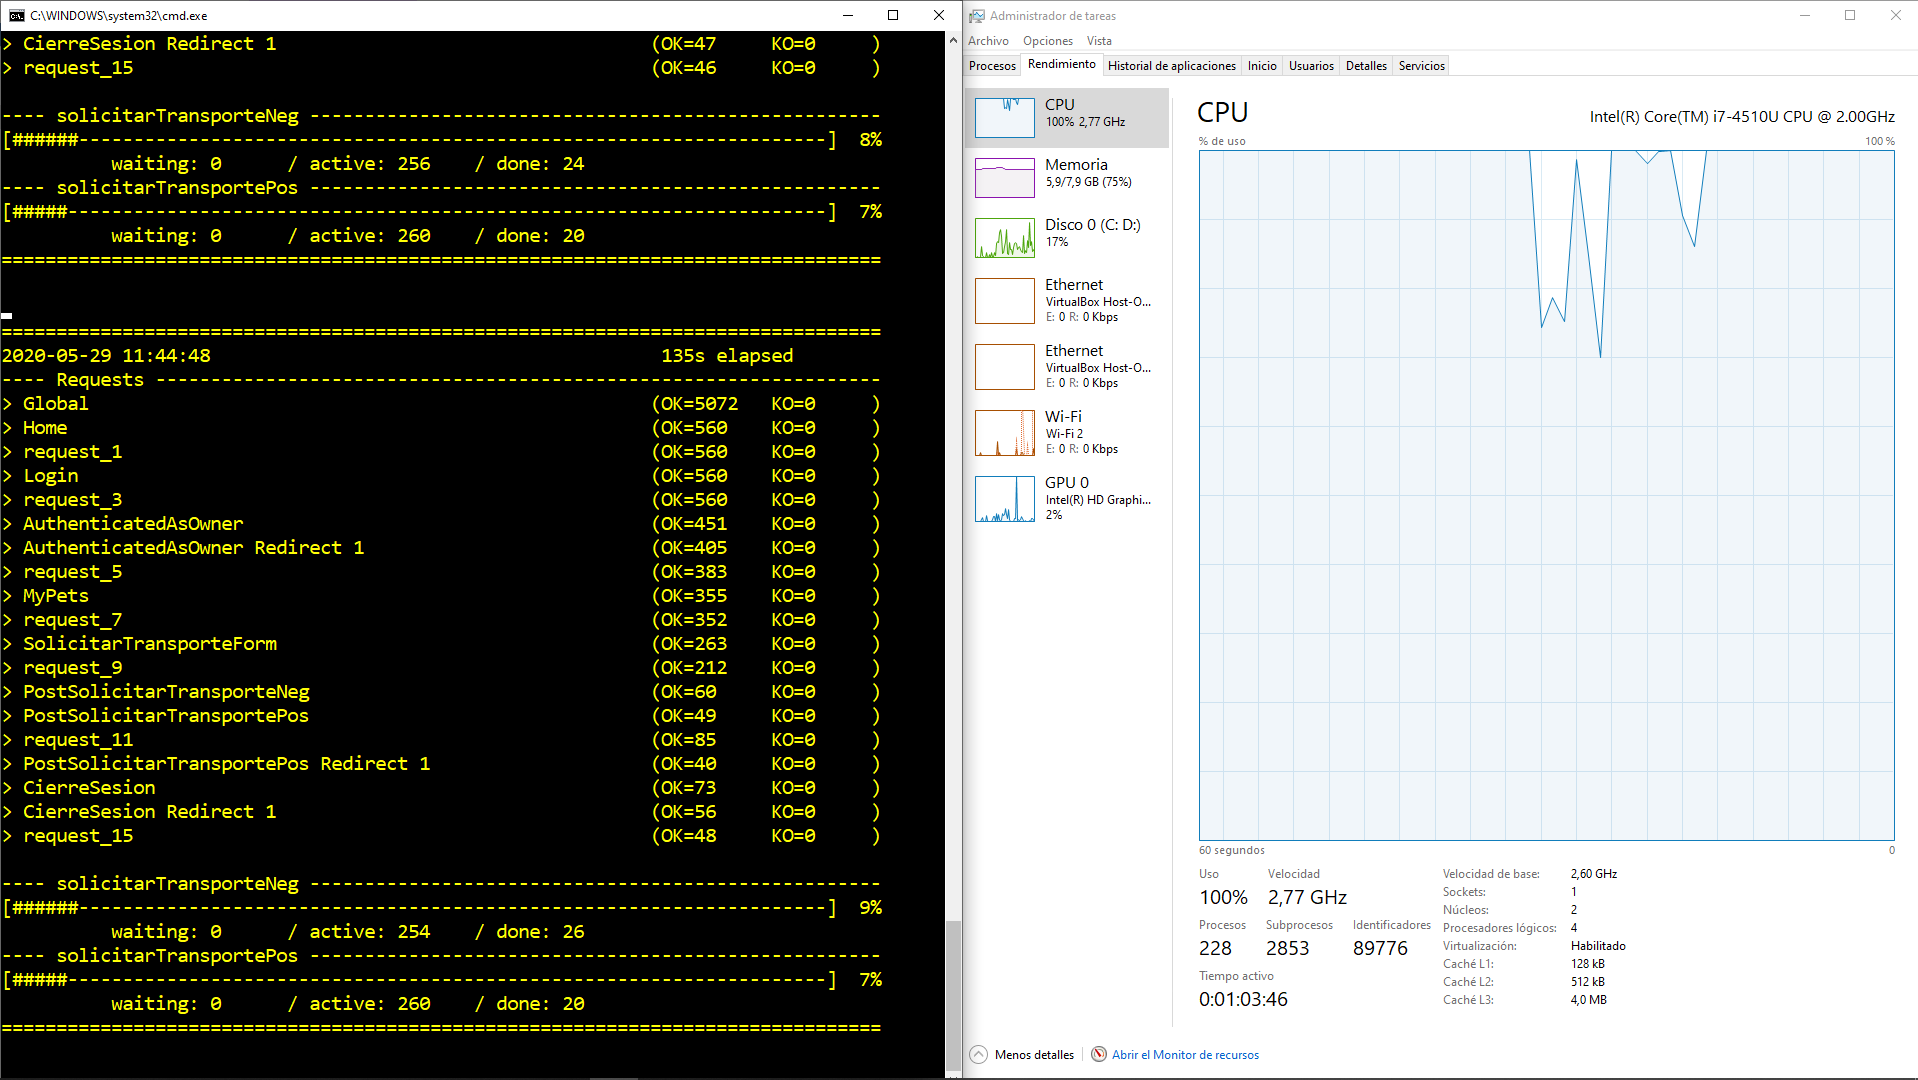 C:\WINDOWS\system32\cmd.exe
> CierreSesion Redirect 1 (OK=47 KO=0 )
> request_15 (OK=46 KO=0 )
---- solicitarTransporteNeg ----------------------------------------------------
[######--------------------------------------------------------------------] 8%
waiting: 0 / active: 256 / done: 24
---- solicitarTransportePos ----------------------------------------------------
[#####---------------------------------------------------------------------] 7%
waiting: 0 / active: 260 / done: 20
================================================================================
================================================================================
2020-05-29 11:44:48 135s elapsed
---- Requests ------------------------------------------------------------------
> Global (OK=5072 KO=0 )
> Home (OK=560 KO=0 )
> request_1 (OK=560 KO=0 )
> Login (OK=560 KO=0 )
> request_3 (OK=560 KO=0 )
> AuthenticatedAsOwner (OK=451 KO=0 )
> AuthenticatedAsOwner Redirect 1 (OK=405 KO=0 )
> request_5 (OK=383 KO=0 )
> MyPets (OK=355 KO=0 )
> request_7 (OK=352 KO=0 )
> SolicitarTransporteForm (OK=263 KO=0 )
> request_9 (OK=212 KO=0 )
> PostSolicitarTransporteNeg (OK=60 KO=0 )
> PostSolicitarTransportePos (OK=49 KO=0 )
> request_11 (OK=85 KO=0 )
> PostSolicitarTransportePos Redirect 1 (OK=40 KO=0 )
> CierreSesion (OK=73 KO=0 )
> CierreSesion Redirect 1 (OK=56 KO=0 )
> request_15 (OK=48 KO=0 )
---- solicitarTransporteNeg ----------------------------------------------------
[######--------------------------------------------------------------------] 9%
waiting: 0 / active: 254 / done: 26
---- solicitarTransportePos ----------------------------------------------------
[#####---------------------------------------------------------------------] 7%
waiting: 0 / active: 260 / done: 20
================================================================================
Administrador de tareas
Archivo Opciones Vista
Procesos Rendimiento Historial de aplicaciones Inicio Usuarios Detalles Servicios
CPU
100% 2,77 GHz
Memoria
5,9/7,9 GB (75%)
Disco 0 (C: D:)
17%
Ethernet
VirtualBox Host-O...
E: 0 R: 0 Kbps
Ethernet
VirtualBox Host-O...
E: 0 R: 0 Kbps
Wi-Fi
Wi-Fi 2
E: 0 R: 0 Kbps
GPU 0
Intel(R) HD Graphi...
2%
CPU Intel(R) Core(TM) i7-4510U CPU @ 2.00GHz
% de uso 100 %
60 segundos 0
Uso Velocidad
100% 2,77 GHz
Procesos Subprocesos Identificadores
228 2853 89776
Tiempo activo
0:01:03:46
Velocidad de base: 2,60 GHz
Sockets: 1
Núcleos: 2
Procesadores lógicos: 4
Virtualización: Habilitado
Caché L1: 128 kB
Caché L2: 512 kB
Caché L3: 4,0 MB
Menos detalles Abrir el Monitor de recursos